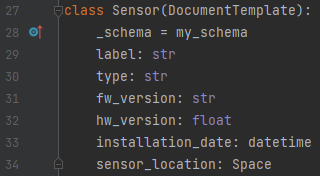 27 class Sensor(DocumentTemplate):
28 _schema = my_schema
29 label: str
30 type: str
31 fw_version: str
32 hw_version: float
33 installation_date: datetime
34 sensor_location: Space